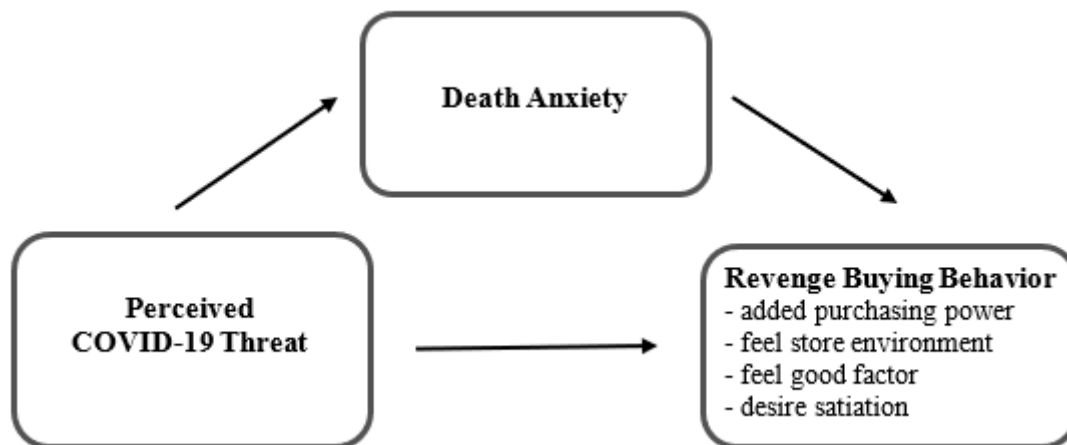 Death Anxiety
Perceived
COVID-19 Threat
Revenge Buying Behavior
- added purchasing power
- feel store environment
- feel good factor
- desire satiation